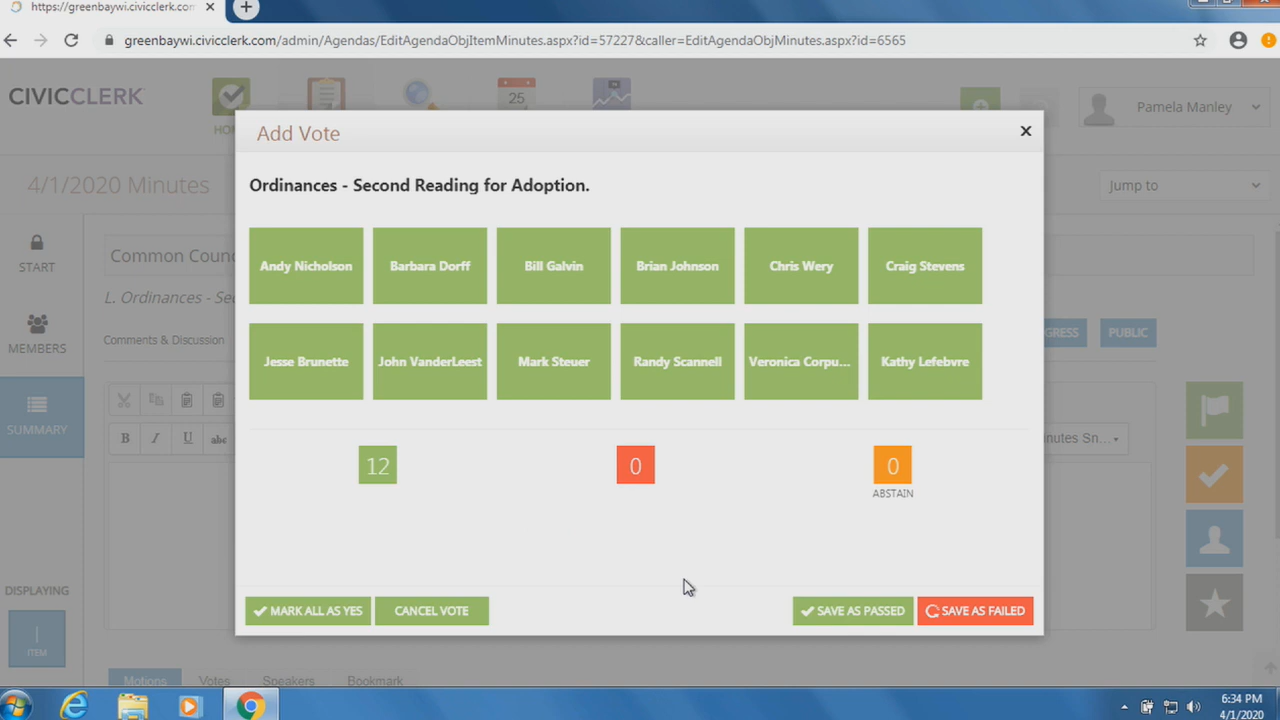 https://greenbaywi.civicclerk.com
greenbaywi.civicclerk.com/admin/Agendas/EditAgendaObjItemMinutes.aspx?id=57227&caller=EditAgendaObjMinutes.aspx?id=6565
CIVICCLERK
25
Pamela Manley
Add Vote
4/1/2020 Minutes
Jump to
Ordinances - Second Reading for Adoption.
START
Andy Nicholson Barbara Dorff Bill Galvin Brian Johnson Chris Wery Craig Stevens
MEMBERS
Comments & Discussion
PUBLIC
Jesse Brunette John VanderLeest Mark Steuer Randy Scannell Veronica Corpu... Kathy Lefebvre
SUMMARY
B I U abc
12 0 0
ABSTAIN
DISPLAYING
ITEM
MARK ALL AS YES CANCEL VOTE SAVE AS PASSED SAVE AS FAILED
Motions Votes Speakers Bookmark
6:34 PM
4/1/2020